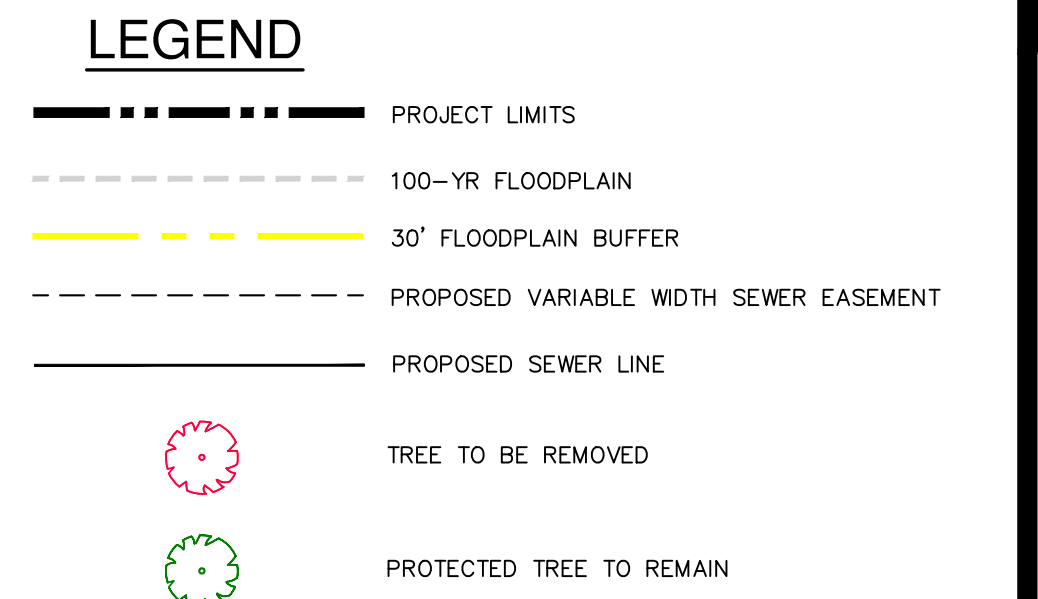 LEGEND
PROJECT LIMITS
100-YR FLOODPLAIN
30' FLOODPLAIN BUFFER
PROPOSED VARIABLE WIDTH SEWER EASEMENT
PROPOSED SEWER LINE
TREE TO BE REMOVED
PROTECTED TREE TO REMAIN